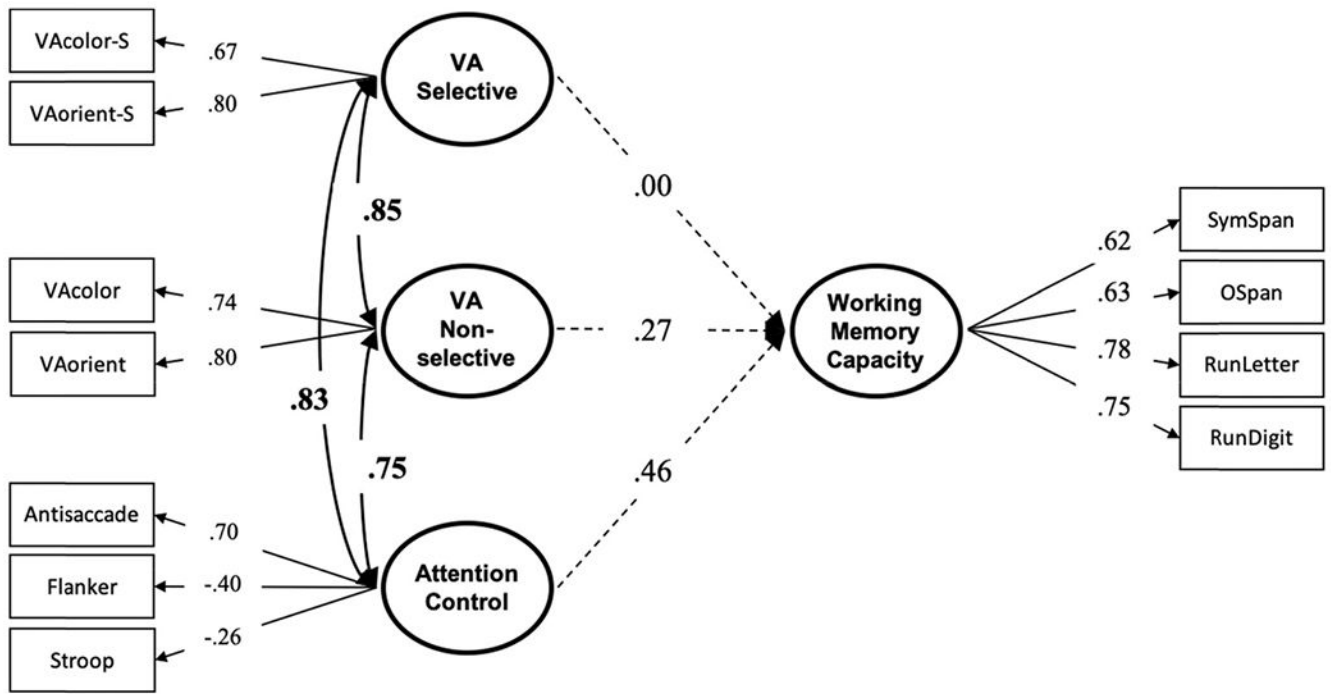 VAcolor-S
.67
VAorient-S
.80
VA
Selective
.00
.85
VAcolor
.74
VAorient
.80
VA
Non-
selective
.27
.83
.75
Antisaccade
.70
Flanker
-.40
Stroop
-.26
Attention
Control
.46
Working
Memory
Capacity
.62
SymSpan
.63
OSpan
.78
RunLetter
.75
RunDigit